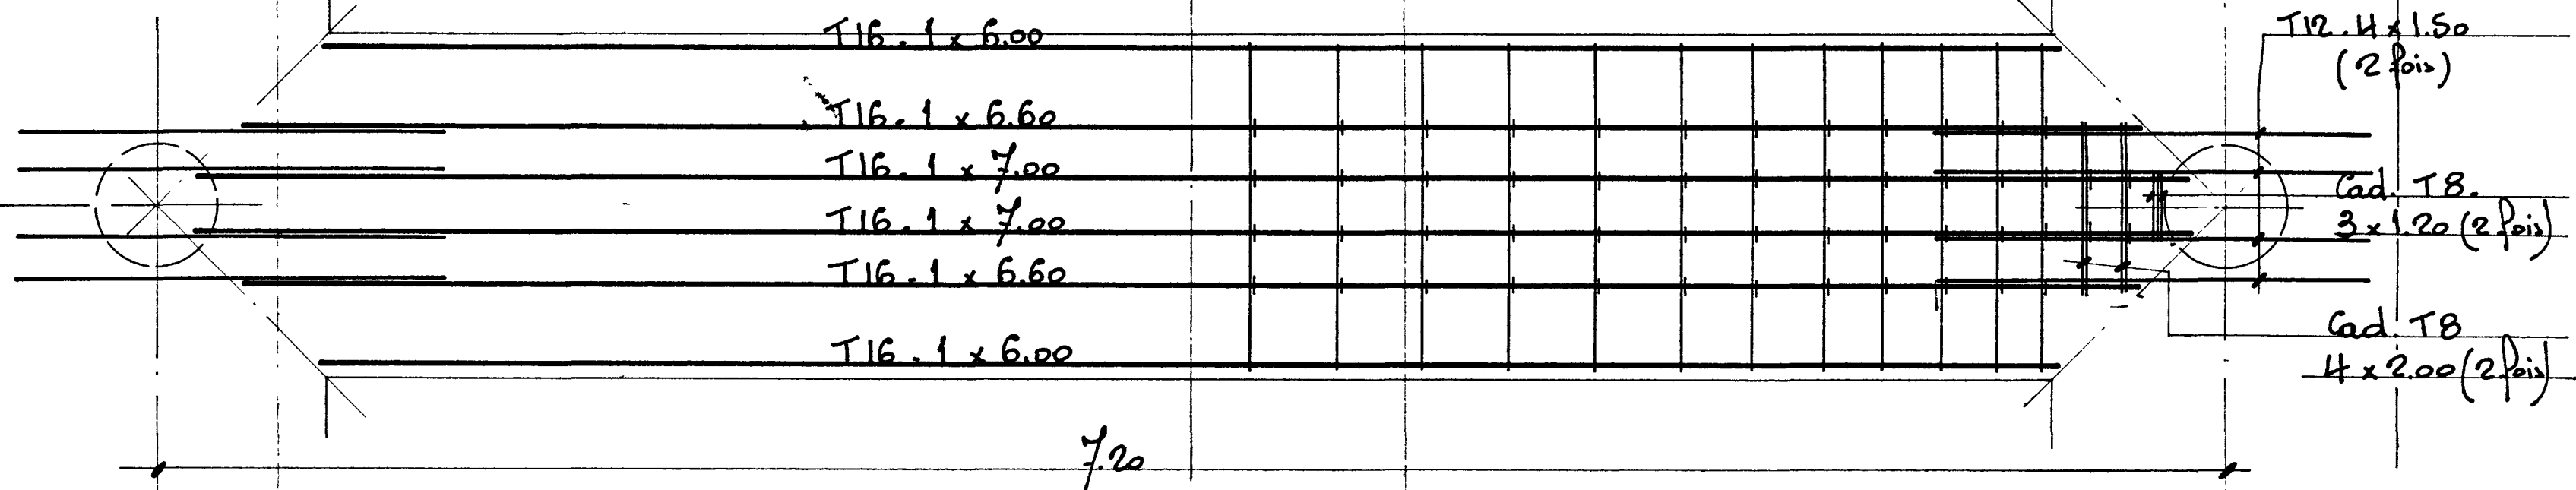 T16. 1 x 6.00
T16. 1 x 6.60
T16. 1 x 7.00
T16. 1 x 7.00
T16. 1 x 6.60
T16. 1 x 6.00
7.20
T12. 4 x 1.50
(2 fois)
Cad. T8.
3 x 1.20 (2 fois)
Cad. T8
4 x 2.00 (2 fois)